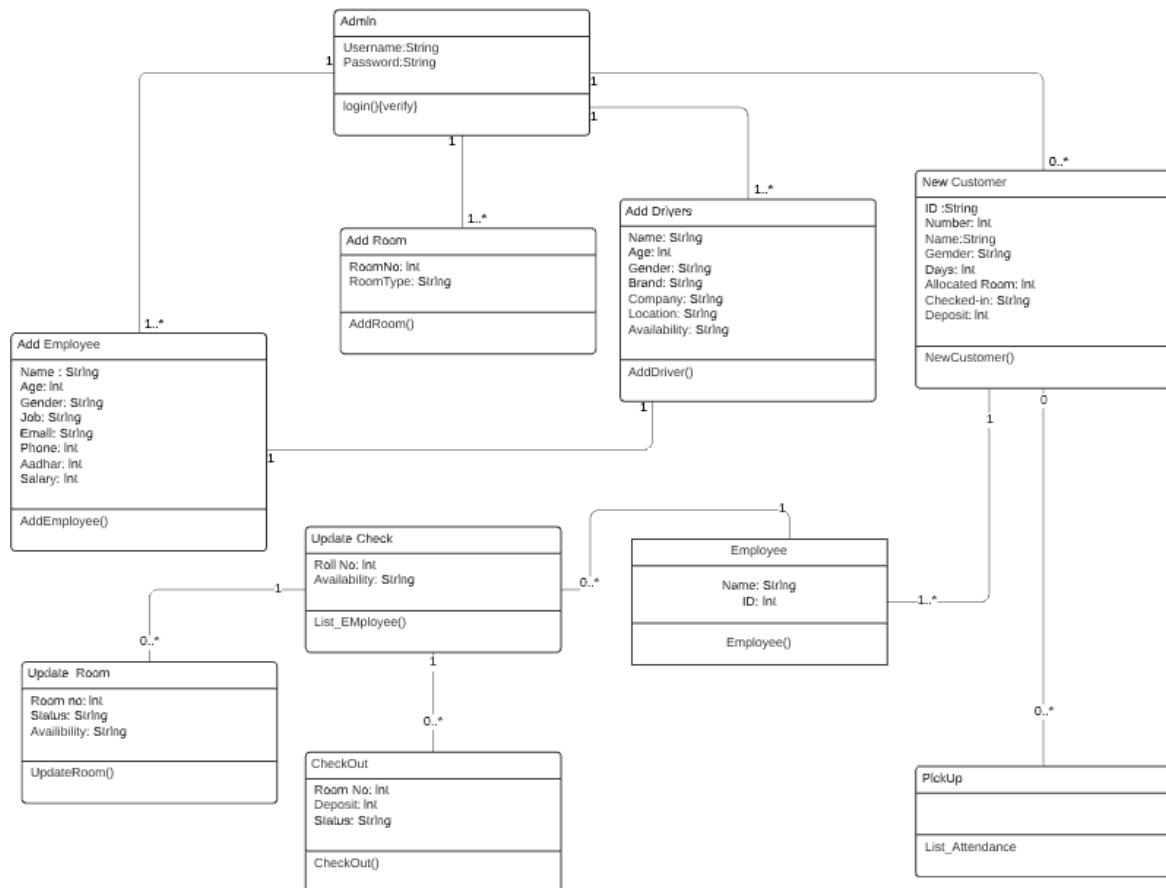 Admin
Username:String
Password:String
login(){verify}
1
1
1
1
0..*
1..*
1..*
1..*
New Customer
ID :String
Number: Int
Name:String
Gemder: String
Days: Int
Allocated Room: Int
Checked-in: String
Deposit: Int
NewCustomer()
Add Drivers
Name: String
Age: Int
Gender: String
Brand: String
Company: String
Location: String
Availability: String
AddDriver()
Add Room
RoomNo: Int
RoomType: String
AddRoom()
Add Employee
Name : String
Age: Int
Gender: String
Job: String
Email: String
Phone: Int
Aadhar: Int
Salary: Int
AddEmployee()
1
1
0
1
Update Check
Roll No: Int
Availability: String
List_EMployee()
1
0..*
Employee
Name: String
ID: Int
Employee()
1..*
1
0..*
Update Room
Room no: Int
Status: String
Availibility: String
UpdateRoom()
1
0..*
CheckOut
Room No: Int
Deposit: Int
Status: String
CheckOut()
0..*
PickUp
List_Attendance